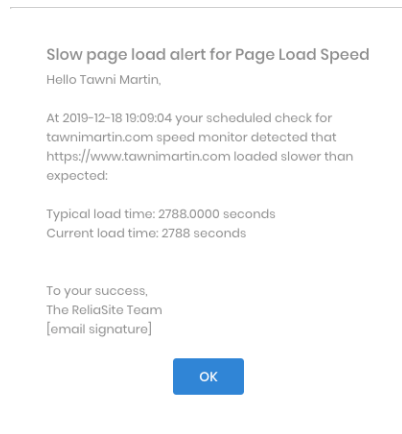 Slow page load alert for Page Load Speed
Hello Tawni Martin,
At 2019-12-18 19:09:04 your scheduled check for
tawnimartin.com speed monitor detected that
https://www.tawnimartin.com loaded slower than
expected:
Typical load time: 2788.0000 seconds
Current load time: 2788 seconds
To your success,
The ReliaSite Team
[email signature]
OK